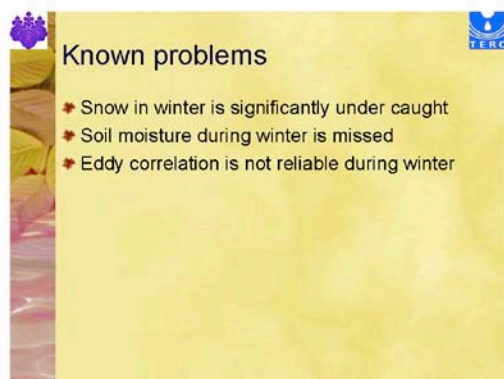 TERC
Known problems
Snow in winter is significantly under caught
Soil moisture during winter is missed
Eddy correlation is not reliable during winter